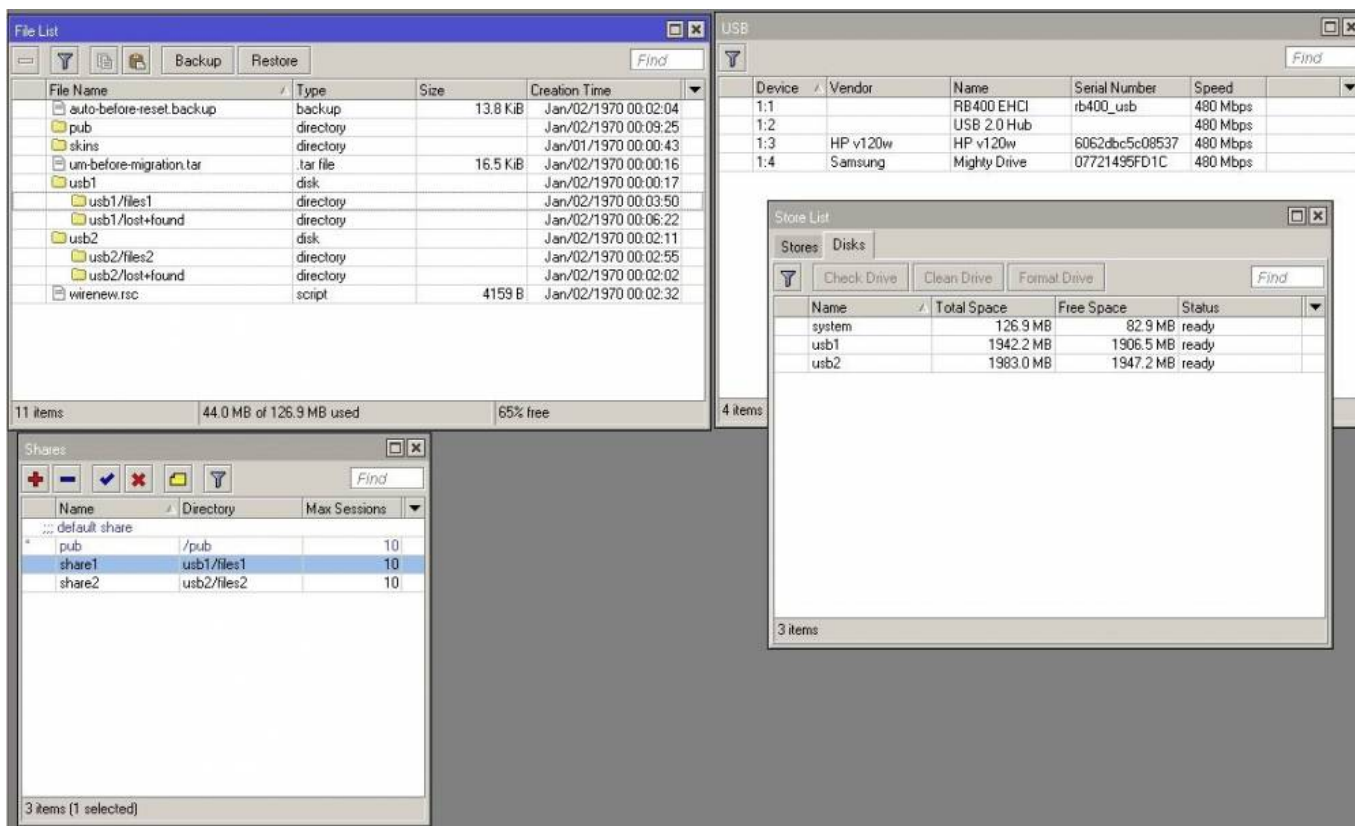 File List
Backup Restore Find
File Name Type Size Creation Time
auto-before-reset.backup backup 13.8 KiB Jan/02/1970 00:02:04
pub directory Jan/02/1970 00:09:25
skins directory Jan/01/1970 00:00:43
um-before-migration.tar .tar file 16.5 KiB Jan/02/1970 00:00:16
usb1 disk Jan/02/1970 00:00:17
usb1/files1 directory Jan/02/1970 00:03:50
usb1/lost+found directory Jan/02/1970 00:06:22
usb2 disk Jan/02/1970 00:02:11
usb2/files2 directory Jan/02/1970 00:02:55
usb2/lost+found directory Jan/02/1970 00:02:02
wirenew.rsc script 4159 B Jan/02/1970 00:02:32
11 items 44.0 MB of 126.9 MB used 65% free
USB
Find
Device Vendor Name Serial Number Speed
1:1 RB400 EHCI rb400_usb 480 Mbps
1:2 USB 2.0 Hub 480 Mbps
1:3 HP v120w HP v120w 6062dbc5c08537 480 Mbps
1:4 Samsung Mighty Drive 07721495FD1C 480 Mbps
4 items
Store List
Stores Disks
Check Drive Clean Drive Format Drive Find
Name Total Space Free Space Status
system 126.9 MB 82.9 MB ready
usb1 1942.2 MB 1906.5 MB ready
usb2 1983.0 MB 1947.2 MB ready
3 items
Shares
Find
Name Directory Max Sessions
;;; default share
* pub /pub 10
share1 usb1/files1 10
share2 usb2/files2 10
3 items (1 selected)